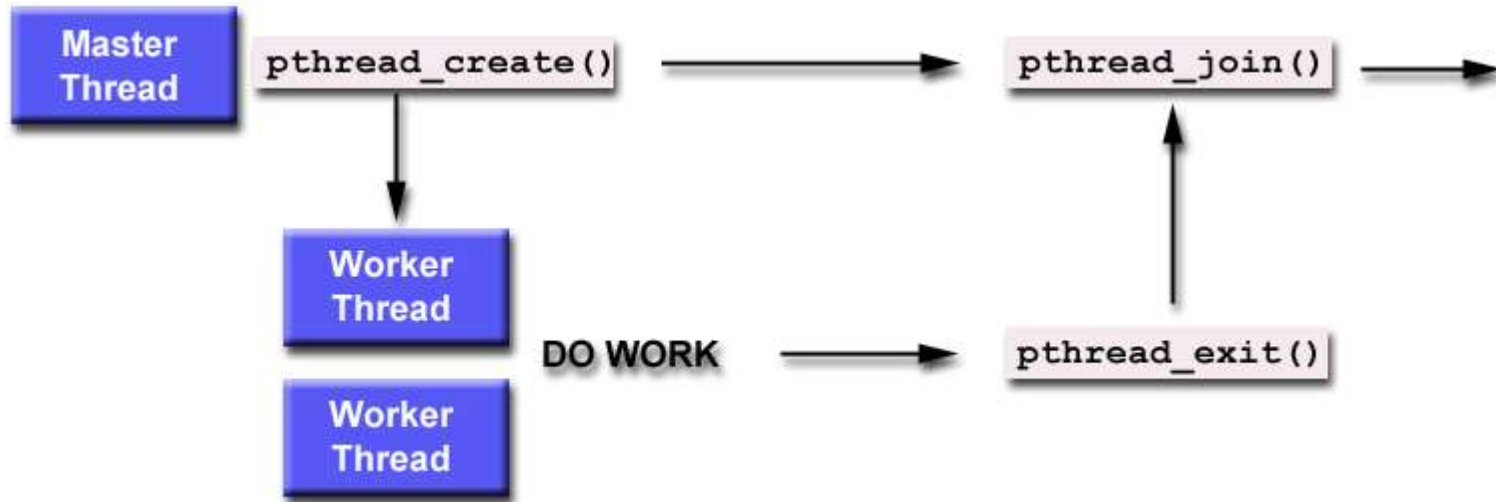 Master
Thread
pthread_create()
pthread_join()
Worker
Thread
DO WORK
pthread_exit()
Worker
Thread